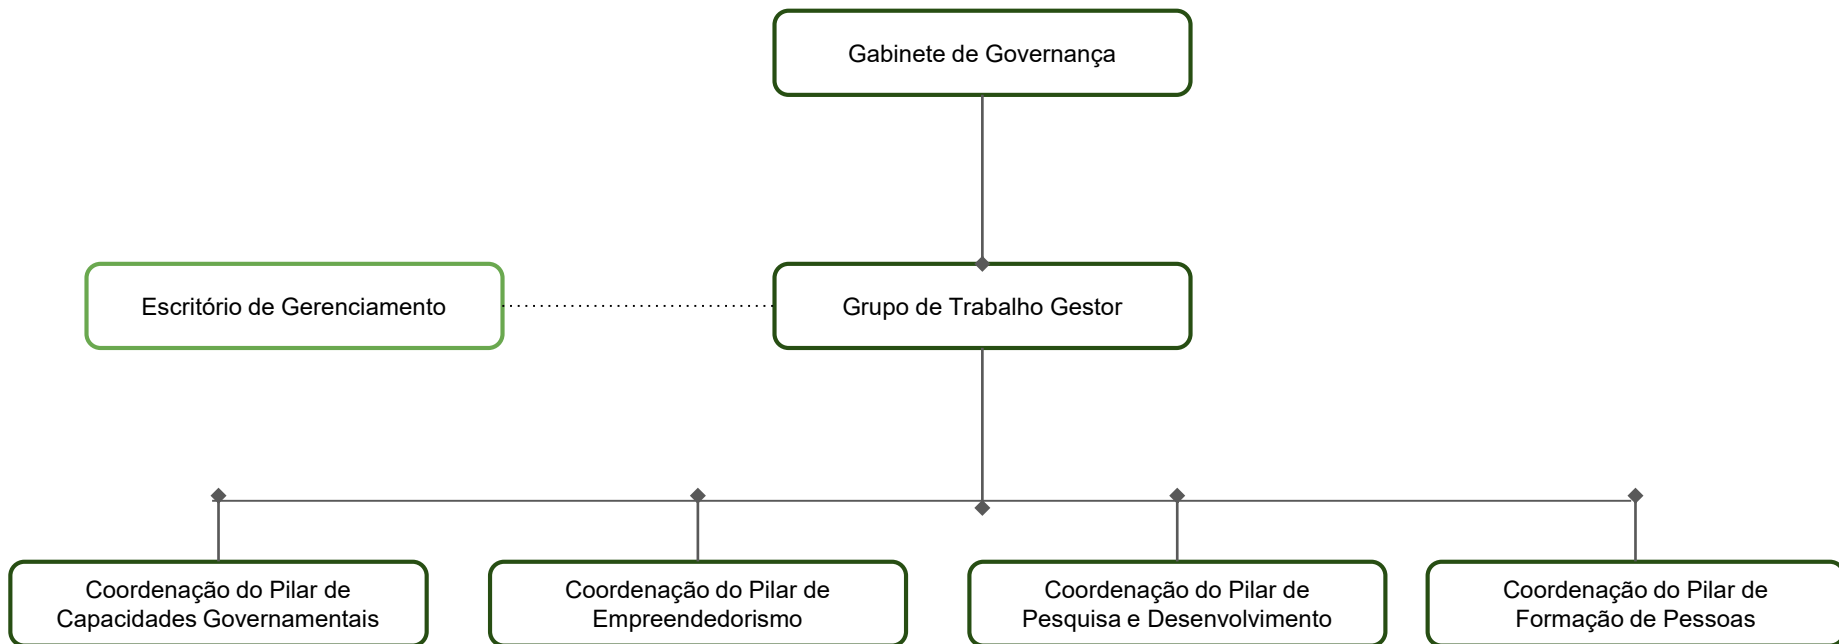 Gabinete de Governança
Escritório de Gerenciamento
Grupo de Trabalho Gestor
Coordenação do Pilar de
Capacidades Governamentais
Coordenação do Pilar de
Empreendedorismo
Coordenação do Pilar de
Pesquisa e Desenvolvimento
Coordenação do Pilar de
Formação de Pessoas